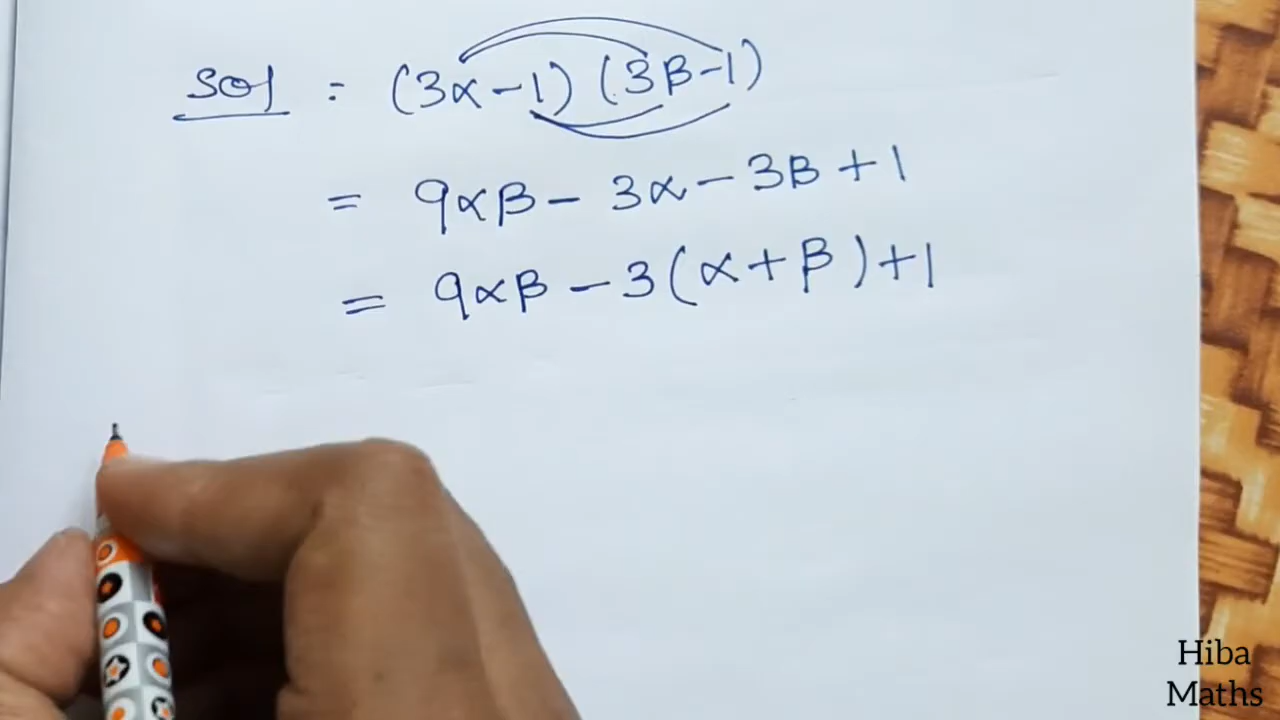 Sol : (3α-1) (3β-1)
= 9αβ - 3α - 3β + 1
= 9αβ - 3(α+β)+1
Hiba
Maths